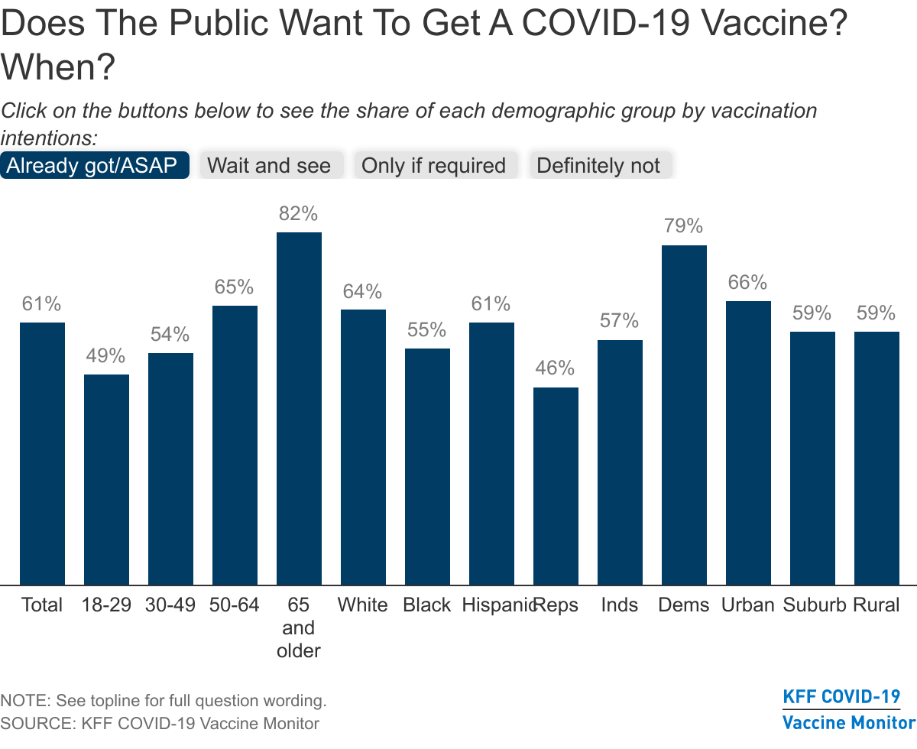 Does The Public Want To Get A COVID-19 Vaccine?
When?
Click on the buttons below to see the share of each demographic group by vaccination
intentions:
Already got/ASAP Wait and see Only if required Definitely not
61% 49% 54% 65% 82% 64% 55% 61% 46% 57% 79% 66% 59% 59%
Total 18-29 30-49 50-64 65 White Black Hispanic Reps Inds Dems Urban Suburb Rural
and
older
NOTE: See topline for full question wording.
SOURCE: KFF COVID-19 Vaccine Monitor
KFF COVID-19
Vaccine Monitor